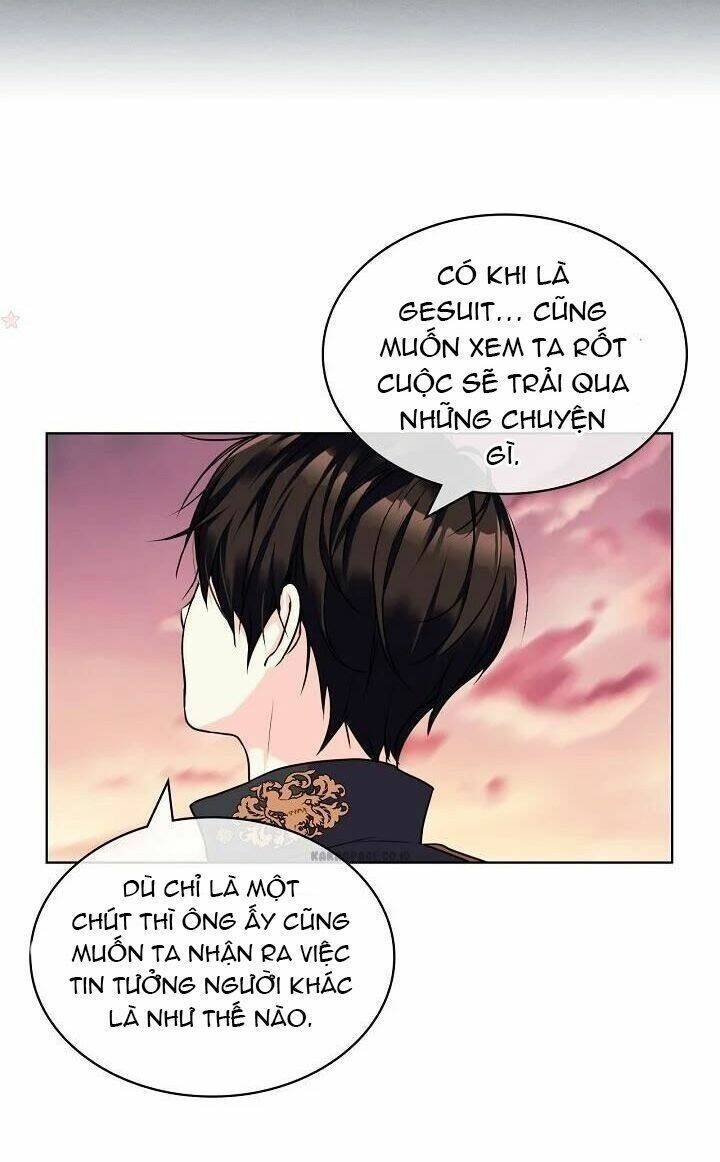 CÓ KHI LÀ
GESUIT... CŨNG
MUỐN XEM TA RỐT
CUỘC SẼ TRẢI QUA
NHỮNG CHUYỆN
GÌ.
DÙ CHỈ LÀ MỘT
CHÚT THÌ ÔNG ẤY CŨNG
MUỐN TA NHẬN RA VIỆC
TIN TƯỞNG NGƯỜI KHÁC
LÀ NHƯ THẾ NÀO.